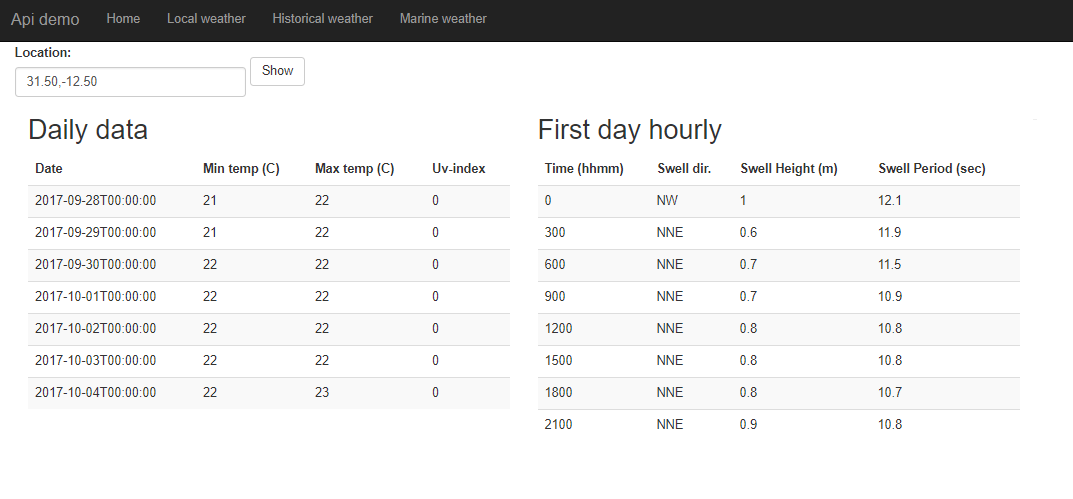 Api demo Home Local weather Historical weather Marine weather
Location:
31.50,-12.50 Show
Daily data
Date Min temp (C) Max temp (C) Uv-index
2017-09-28T00:00:00 21 22 0
2017-09-29T00:00:00 21 22 0
2017-09-30T00:00:00 22 22 0
2017-10-01T00:00:00 22 22 0
2017-10-02T00:00:00 22 22 0
2017-10-03T00:00:00 22 22 0
2017-10-04T00:00:00 22 23 0
First day hourly
Time (hhmm) Swell dir. Swell Height (m) Swell Period (sec)
0 NW 1 12.1
300 NNE 0.6 11.9
600 NNE 0.7 11.5
900 NNE 0.7 10.9
1200 NNE 0.8 10.8
1500 NNE 0.8 10.8
1800 NNE 0.8 10.7
2100 NNE 0.9 10.8